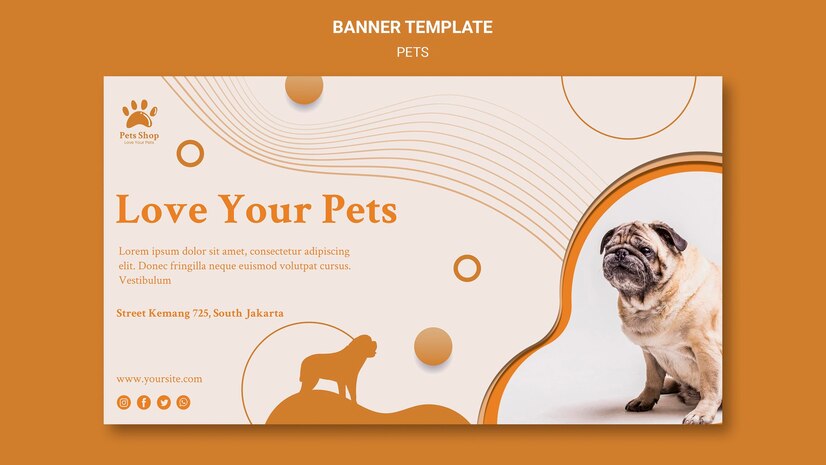 BANNER TEMPLATE
PETS
Pets Shop
Love Your Pets
Love Your Pets
Lorem ipsum dolor sit amet, consectetur adipiscing
elit. Donec fringilla neque euismod volutpat cursus.
Vestibulum
Street Kemang 725, South Jakarta
www.yoursite.com